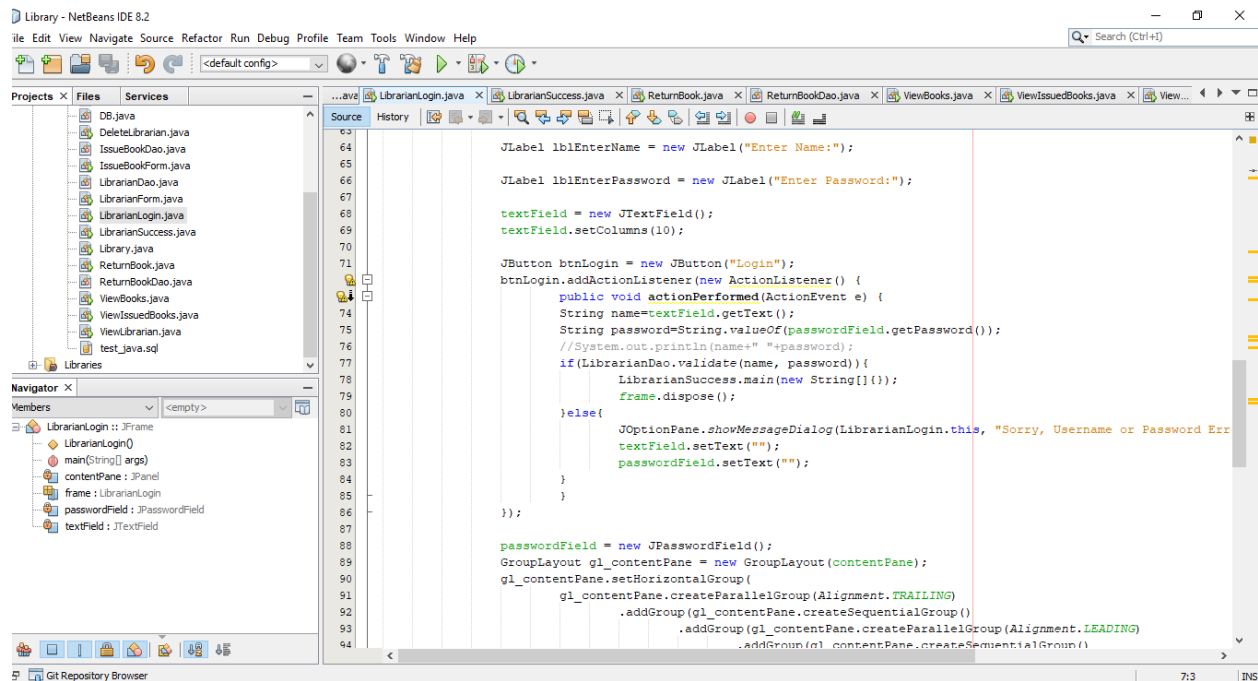 Library - NetBeans IDE 8.2
ile Edit View Navigate Source Refactor Run Debug Profile Team Tools Window Help
Search (Ctrl+I)
<default config>
Projects Files Services
DB.java
DeleteLibrarian.java
IssueBookDao.java
IssueBookForm.java
LibrarianDao.java
LibrarianForm.java
LibrarianLogin.java
LibrarianSuccess.java
Library.java
ReturnBook.java
ReturnBookDao.java
ViewBooks.java
ViewIssuedBooks.java
ViewLibrarian.java
test_java.sql
Libraries
Navigator
Members <empty>
LibrarianLogin :: JFrame
LibrarianLogin()
main(String[] args)
contentPane : JPanel
frame : LibrarianLogin
passwordField : JPasswordField
textField : JTextField
...ava LibrarianLogin.java LibrarianSuccess.java ReturnBook.java ReturnBookDao.java ViewBooks.java ViewIssuedBooks.java View...
Source History
63
64 JLabel lblEnterName = new JLabel("Enter Name:");
65
66 JLabel lblEnterPassword = new JLabel("Enter Password:");
67
68 textField = new JTextField();
69 textField.setColumns(10);
70
71 JButton btnLogin = new JButton("Login");
btnLogin.addActionListener(new ActionListener() {
public void actionPerformed(ActionEvent e) {
74 String name=textField.getText();
75 String password=String.valueOf(passwordField.getPassword());
76 //System.out.println(name+" "+password);
77 if(LibrarianDao.validate(name, password)){
78 LibrarianSuccess.main(new String[]{});
79 frame.dispose();
80 }else{
81 JOptionPane.showMessageDialog(LibrarianLogin.this, "Sorry, Username or Password Err
82 textField.setText("");
83 passwordField.setText("");
84 }
85 }
86 });
87
88 passwordField = new JPasswordField();
89 GroupLayout gl_contentPane = new GroupLayout(contentPane);
90 gl_contentPane.setHorizontalGroup(
91 gl_contentPane.createParallelGroup(Alignment.TRAILING)
92 .addGroup(gl_contentPane.createSequentialGroup()
93 .addGroup(gl_contentPane.createParallelGroup(Alignment.LEADING)
94 .addGroup(gl_contentPane.createSequentialGroup()
Git Repository Browser
7:3 INS